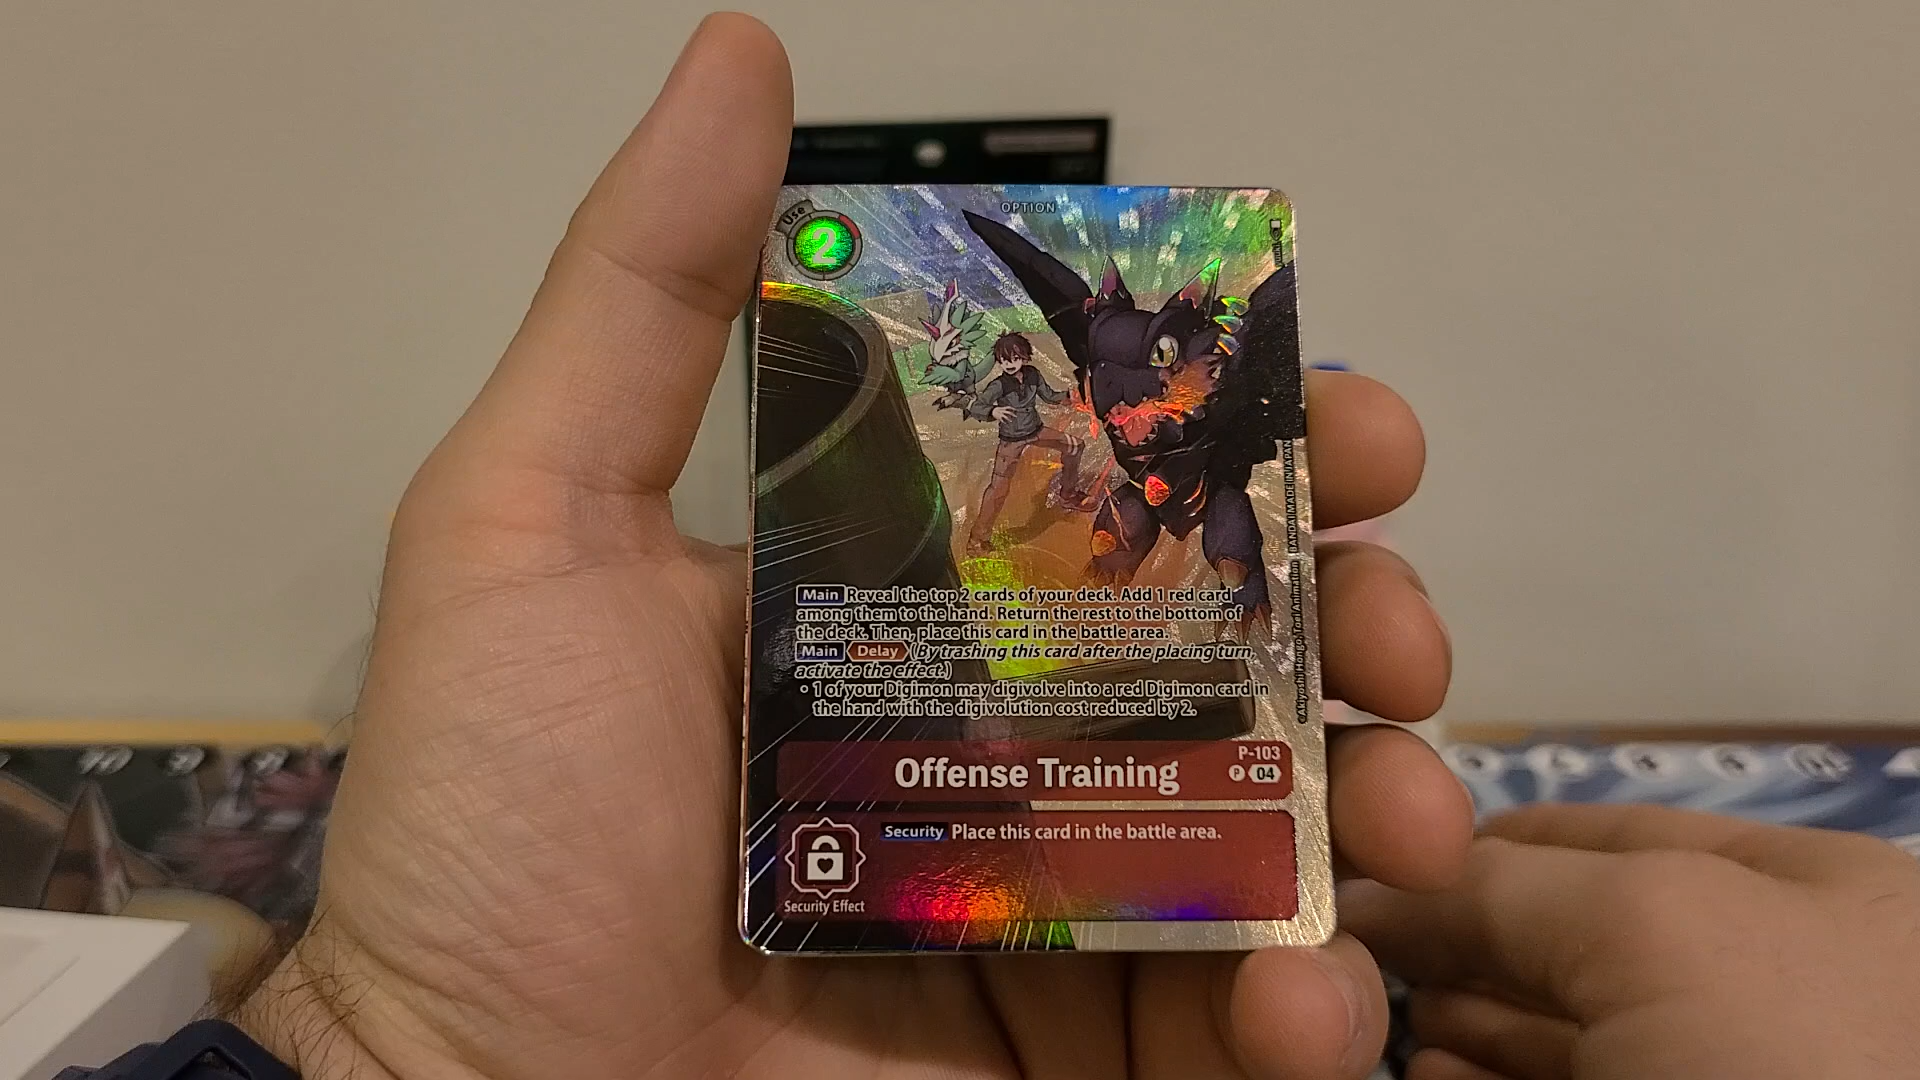 OPTION
Use
2
Main Reveal the top 2 cards of your deck. Add 1 red card
among them to the hand. Return the rest to the bottom of
the deck. Then, place this card in the battle area.
Main Delay (By trashing this card after the placing turn,
activate the effect.)
• 1 of your Digimon may digivolve into a red Digimon card in
the hand with the digivolution cost reduced by 2.
P-103
Offense Training
P 04
Security Place this card in the battle area.
Security Effect
©Akiyoshi Hongo, Toei Animation BANDAI MADE IN JAPAN